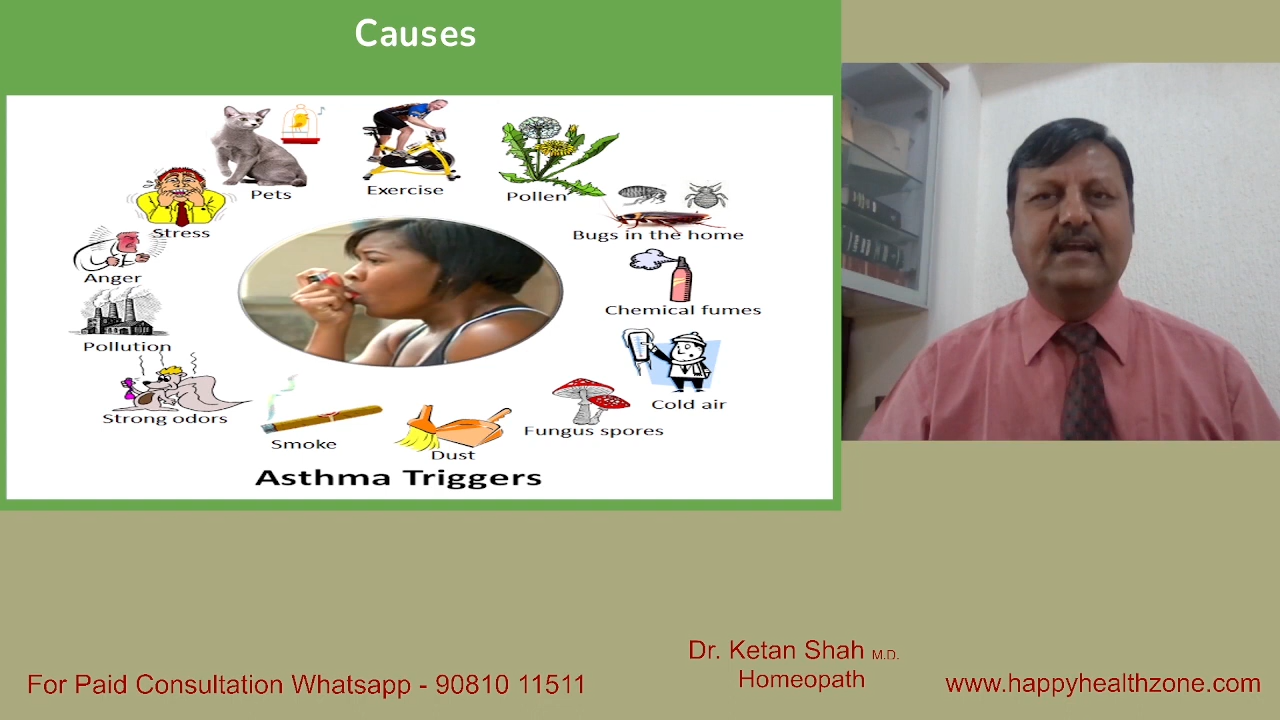 Causes
Pets
Exercise
Pollen
Stress
Bugs in the home
Anger
Chemical fumes
Pollution
Cold air
Strong odors
Fungus spores
Smoke
Dust
Asthma Triggers
Dr. Ketan Shah M.D.
Homeopath
For Paid Consultation Whatsapp - 90810 11511
www.happyhealthzone.com